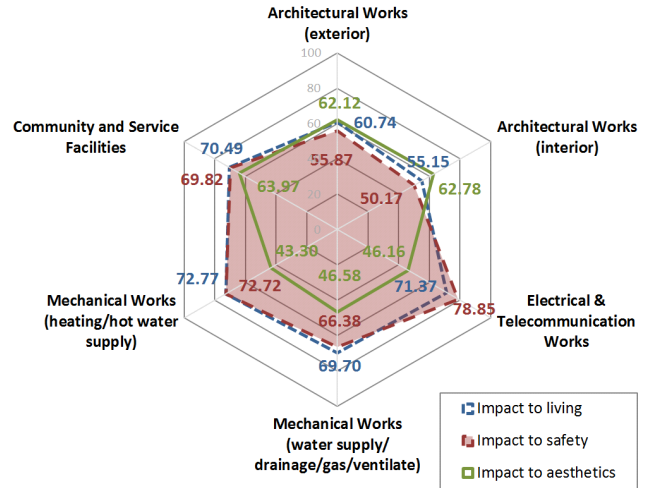 Architectural Works
(exterior)
100
80
62.12
60
60.74
Community and Service
Facilities
Architectural Works
(interior)
70.49
55.87
55.15
69.82
63.97
50.17
62.78
20
0
43.30
46.16
46.58
72.77
72.72
71.37
66.38
78.85
Mechanical Works
(heating/hot water
supply)
Electrical &
Telecommunication
Works
69.70
Mechanical Works
(water supply/
drainage/gas/ventilate)
Impact to living
Impact to safety
Impact to aesthetics